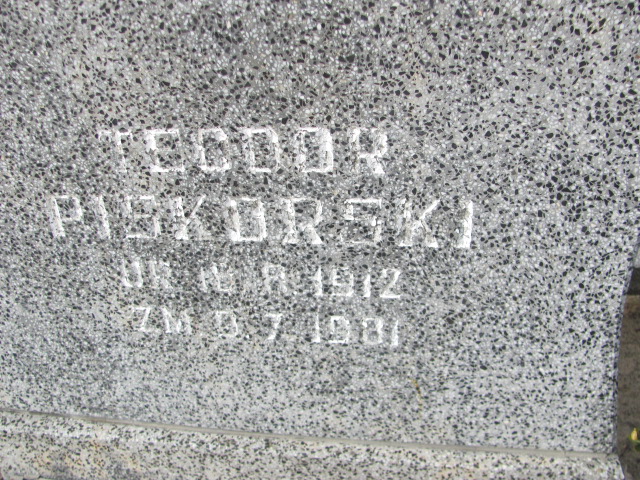 TEODOR
PISKORSKI
UR 1912
ZM 9.7.1981